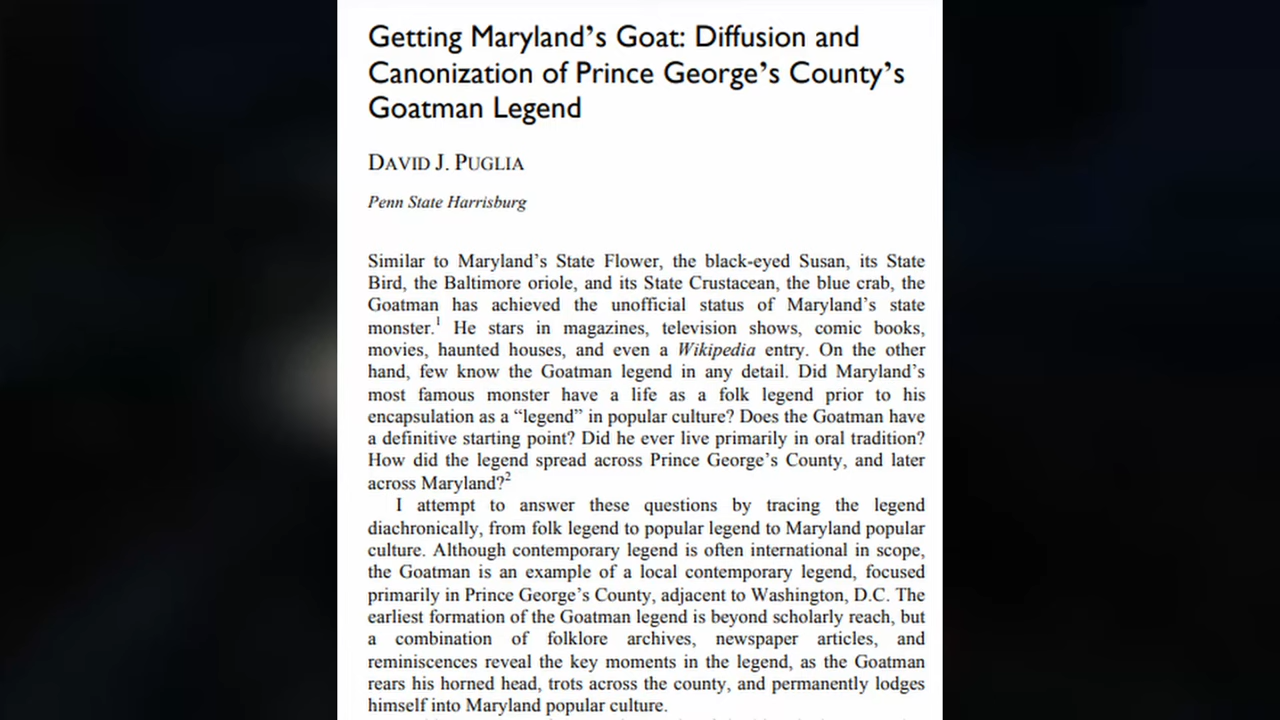 Getting Maryland’s Goat: Diffusion and
Canonization of Prince George’s County’s
Goatman Legend
DAVID J. PUGLIA
Penn State Harrisburg
Similar to Maryland’s State Flower, the black-eyed Susan, its State
Bird, the Baltimore oriole, and its State Crustacean, the blue crab, the
Goatman has achieved the unofficial status of Maryland’s state
monster.1 He stars in magazines, television shows, comic books,
movies, haunted houses, and even a Wikipedia entry. On the other
hand, few know the Goatman legend in any detail. Did Maryland’s
most famous monster have a life as a folk legend prior to his
encapsulation as a “legend” in popular culture? Does the Goatman have
a definitive starting point? Did he ever live primarily in oral tradition?
How did the legend spread across Prince George’s County, and later
across Maryland?2
I attempt to answer these questions by tracing the legend
diachronically, from folk legend to popular legend to Maryland popular
culture. Although contemporary legend is often international in scope,
the Goatman is an example of a local contemporary legend, focused
primarily in Prince George’s County, adjacent to Washington, D.C. The
earliest formation of the Goatman legend is beyond scholarly reach, but
a combination of folklore archives, newspaper articles, and
reminiscences reveal the key moments in the legend, as the Goatman
rears his horned head, trots across the county, and permanently lodges
himself into Maryland popular culture.